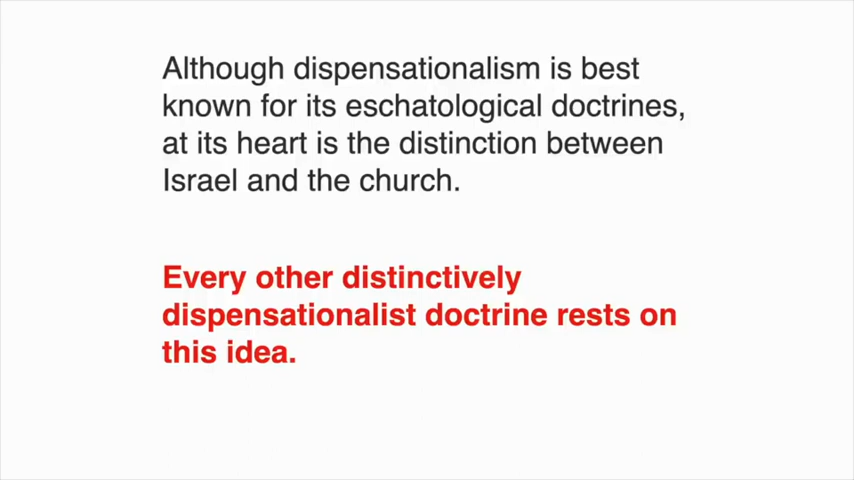 Although dispensationalism is best
known for its eschatological doctrines,
at its heart is the distinction between
Israel and the church.
Every other distinctively
dispensationalist doctrine rests on
this idea.